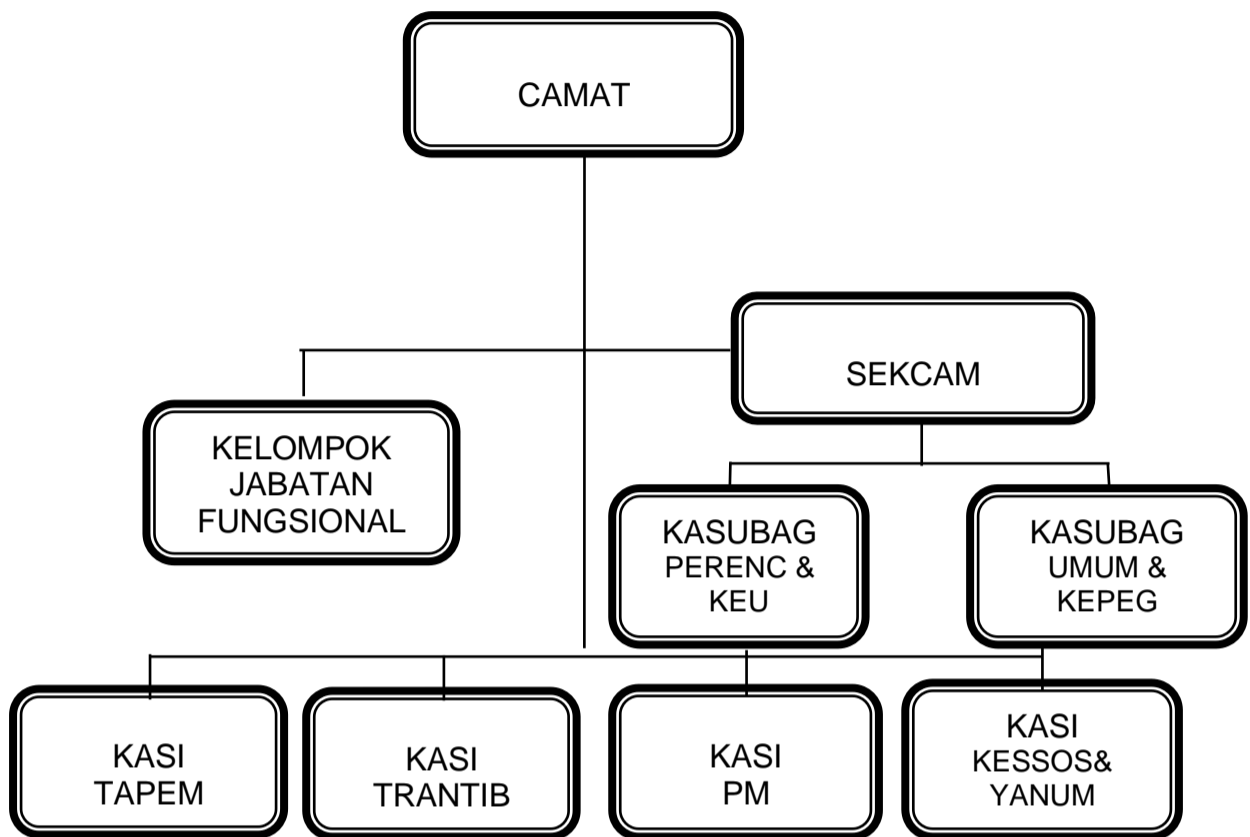 CAMAT
SEKCAM
KELOMPOK
JABATAN
FUNGSIONAL
KASUBAG
PERENC &
KEU
KASUBAG
UMUM &
KEPEG
KASI
TAPEM
KASI
TRANTIB
KASI
PM
KASI
KESSOS&
YANUM